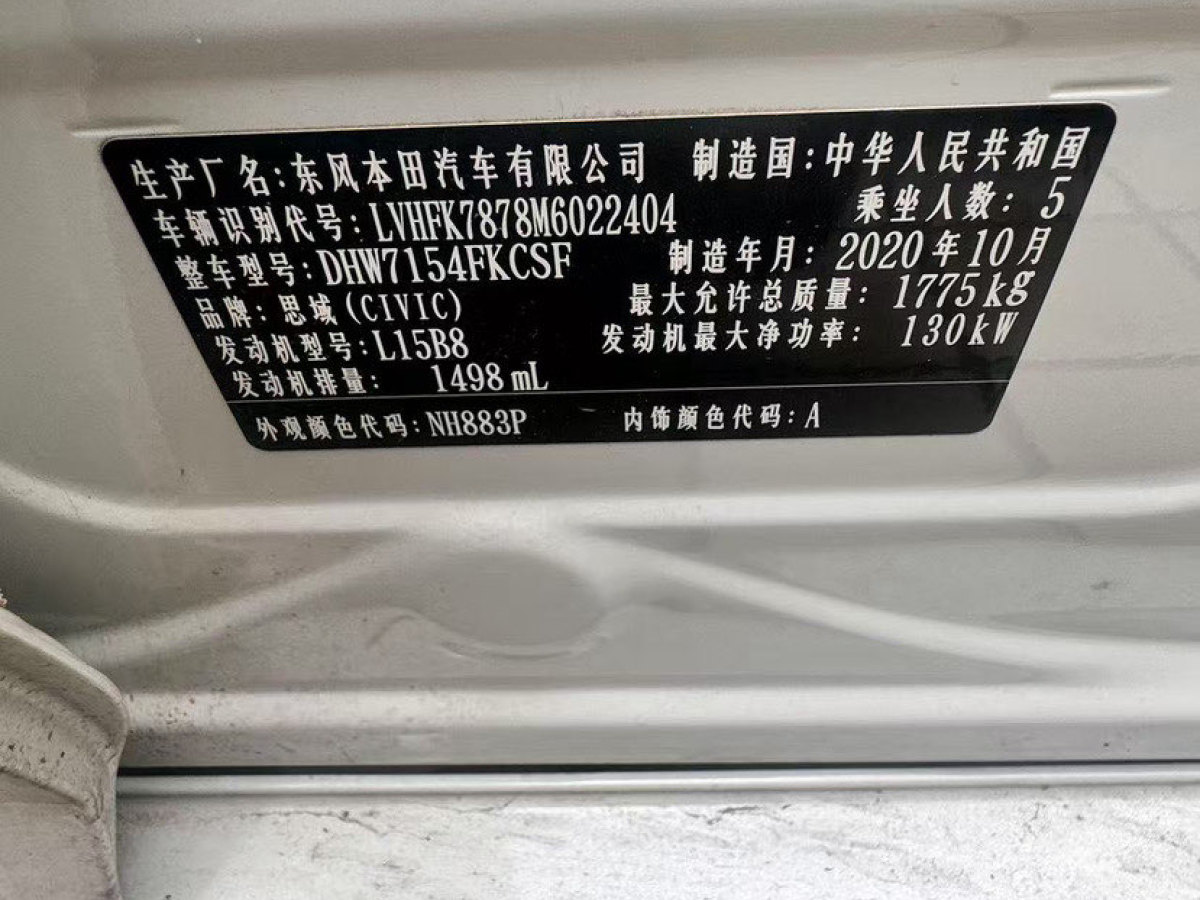 生产厂名:东风本田汽车有限公司 制造国:中华人民共和国
车辆识别代号: LVHFK7878M6022404 乘坐人数: 5
整车型号:DHW7154FKCSF 制造年月: 2020年10月
品牌: 思域(CIVIC) 最大允许总质量: 1775kg
发动机型号:L15B8 发动机最大净功率: 130kW
发动机排量: 1498mL
外观颜色代码:NH883P 内饰颜色代码:A